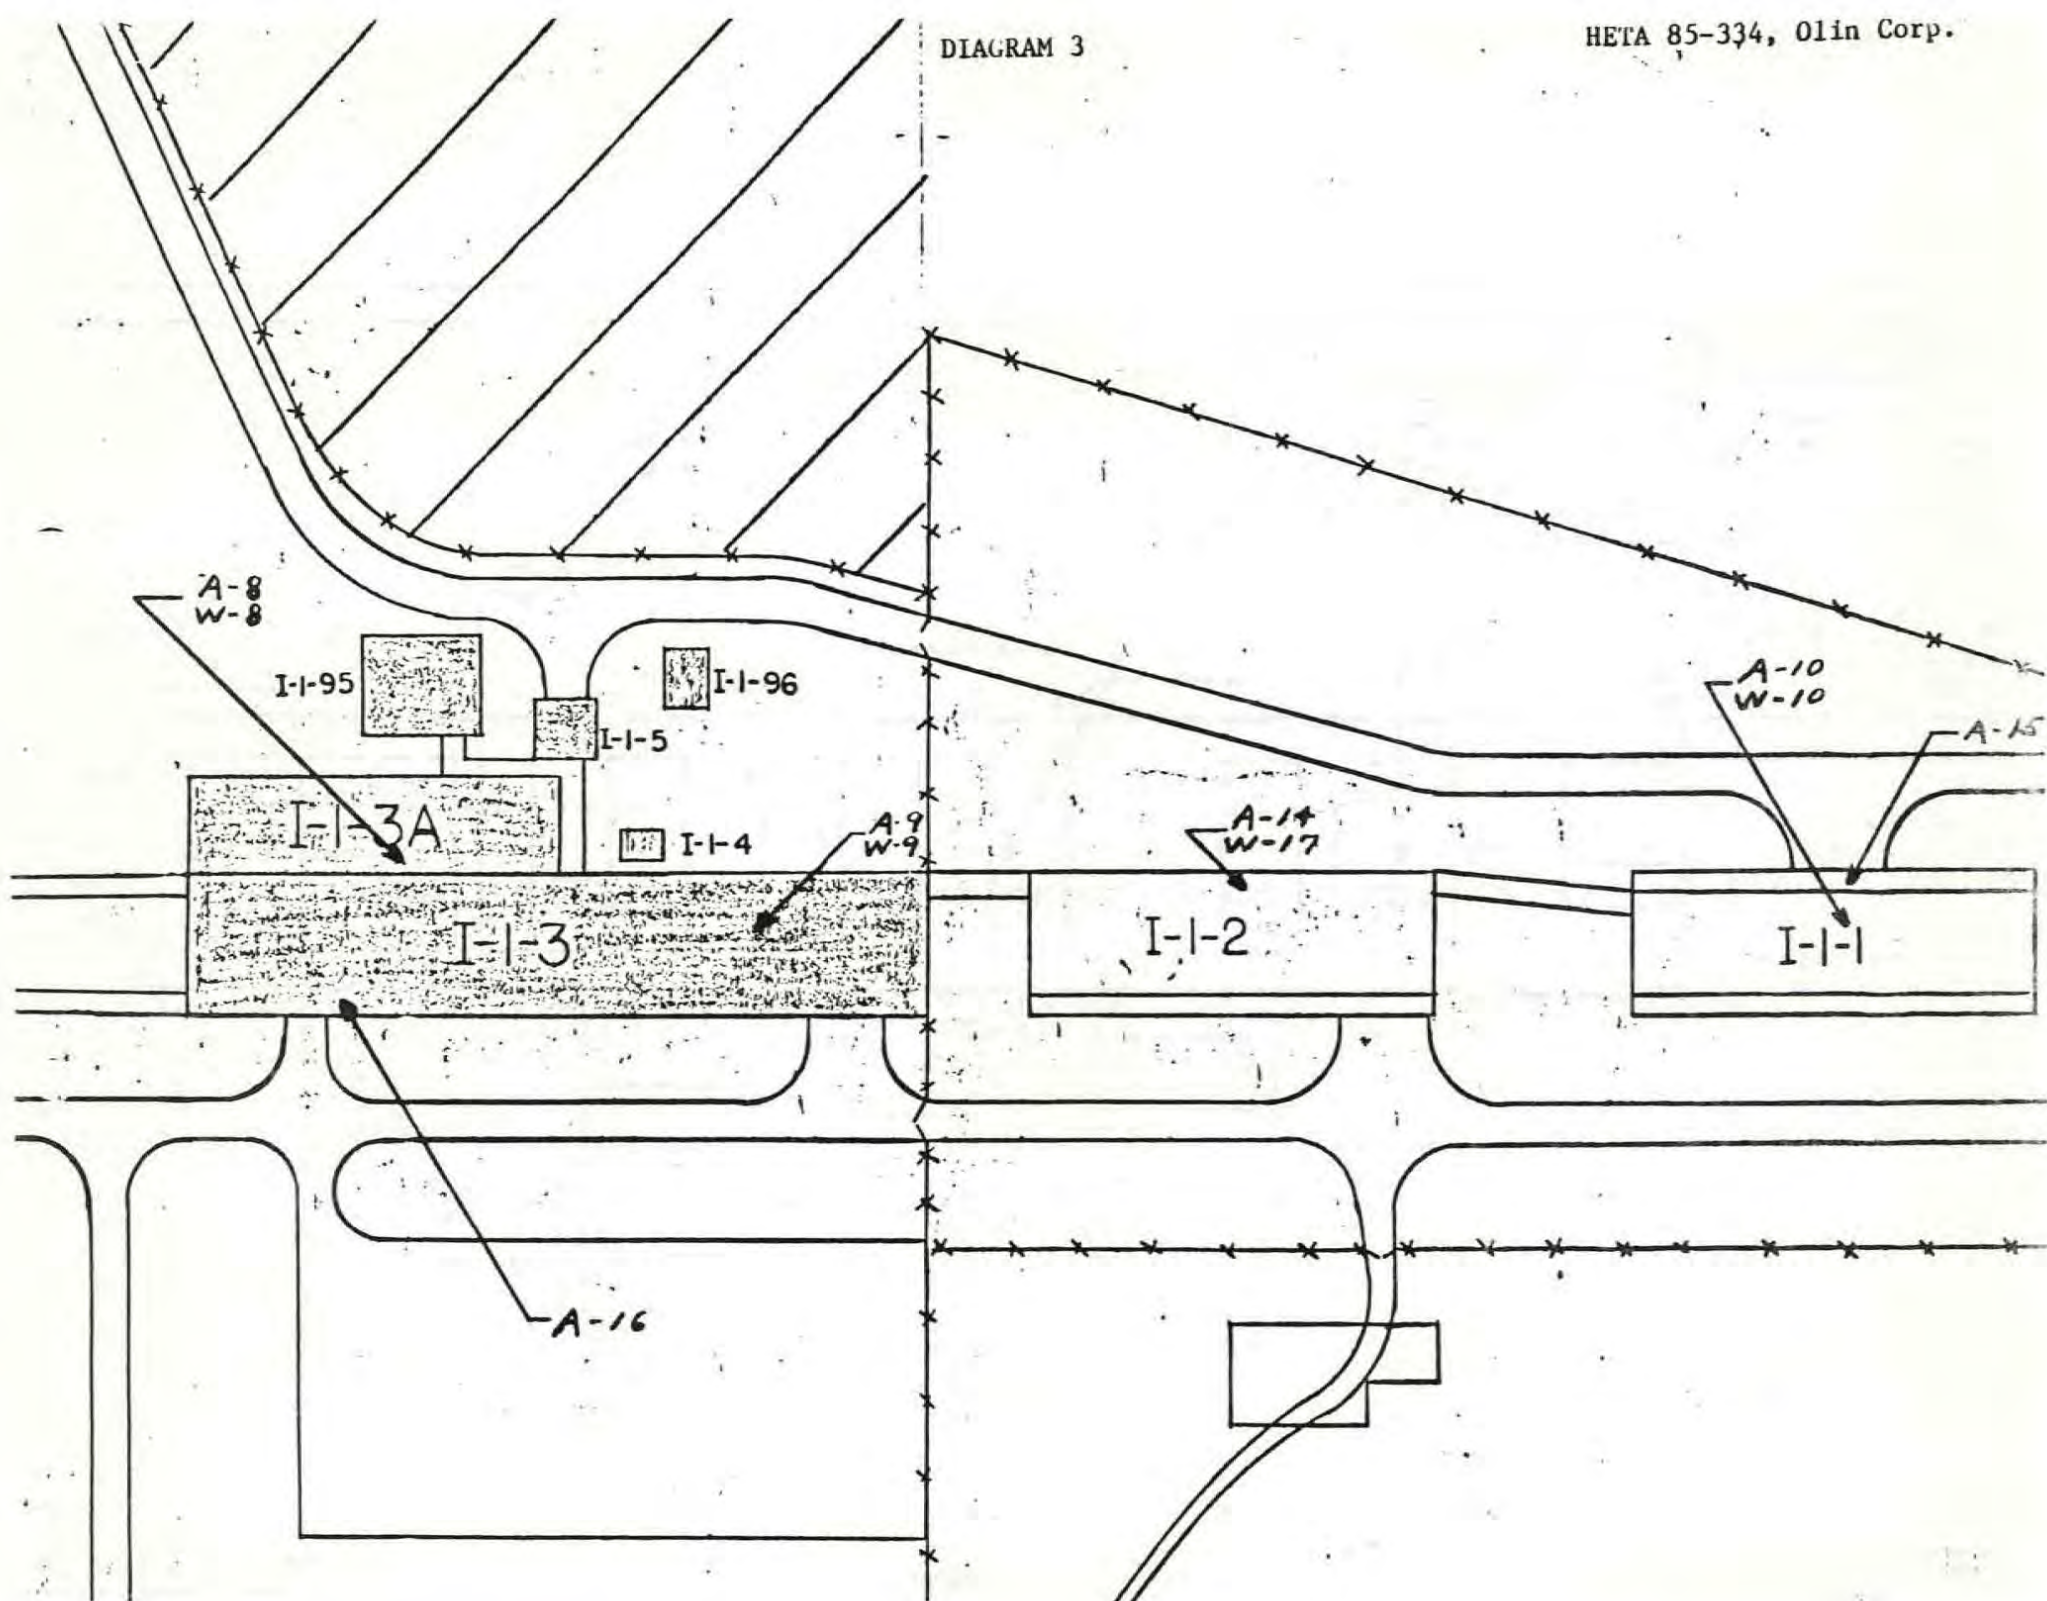 DIAGRAM 3
HETA 85-334, Olin Corp.
A-8
W-8
I-1-95
I-1-96
I-1-5
A-10
W-10
A-15
I-1-3A
I-1-4
A-9
W-9
A-14
W-17
I-1-3
I-1-2
I-1-1
A-16